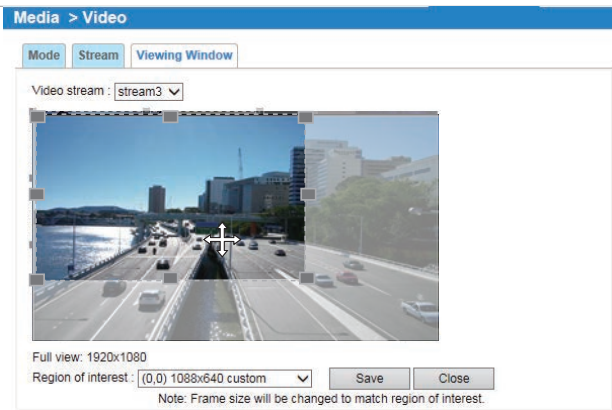 Media > Video
Mode Stream Viewing Window
Video stream : stream3
Full view: 1920x1080
Region of interest : (0,0) 1088x640 custom Save Close
Note: Frame size will be changed to match region of interest.